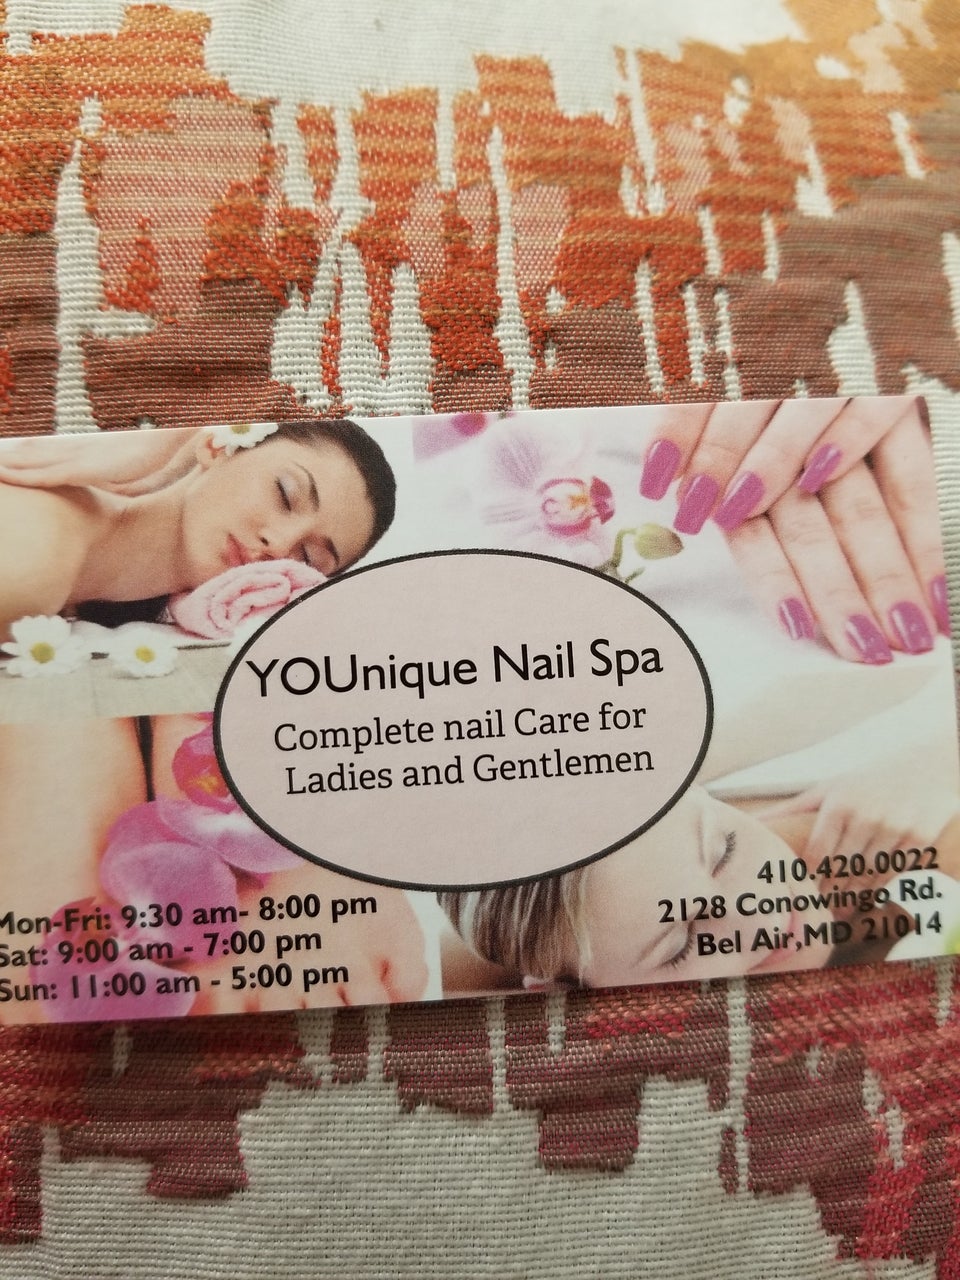 YOUnique Nail Spa
Complete nail Care for
Ladies and Gentlemen
Mon-Fri: 9:30 am- 8:00 pm
Sat: 9:00 am - 7:00 pm
Sun: 11:00 am - 5:00 pm
410.420.0022
2128 Conowingo Rd.
Bel Air,MD 21014